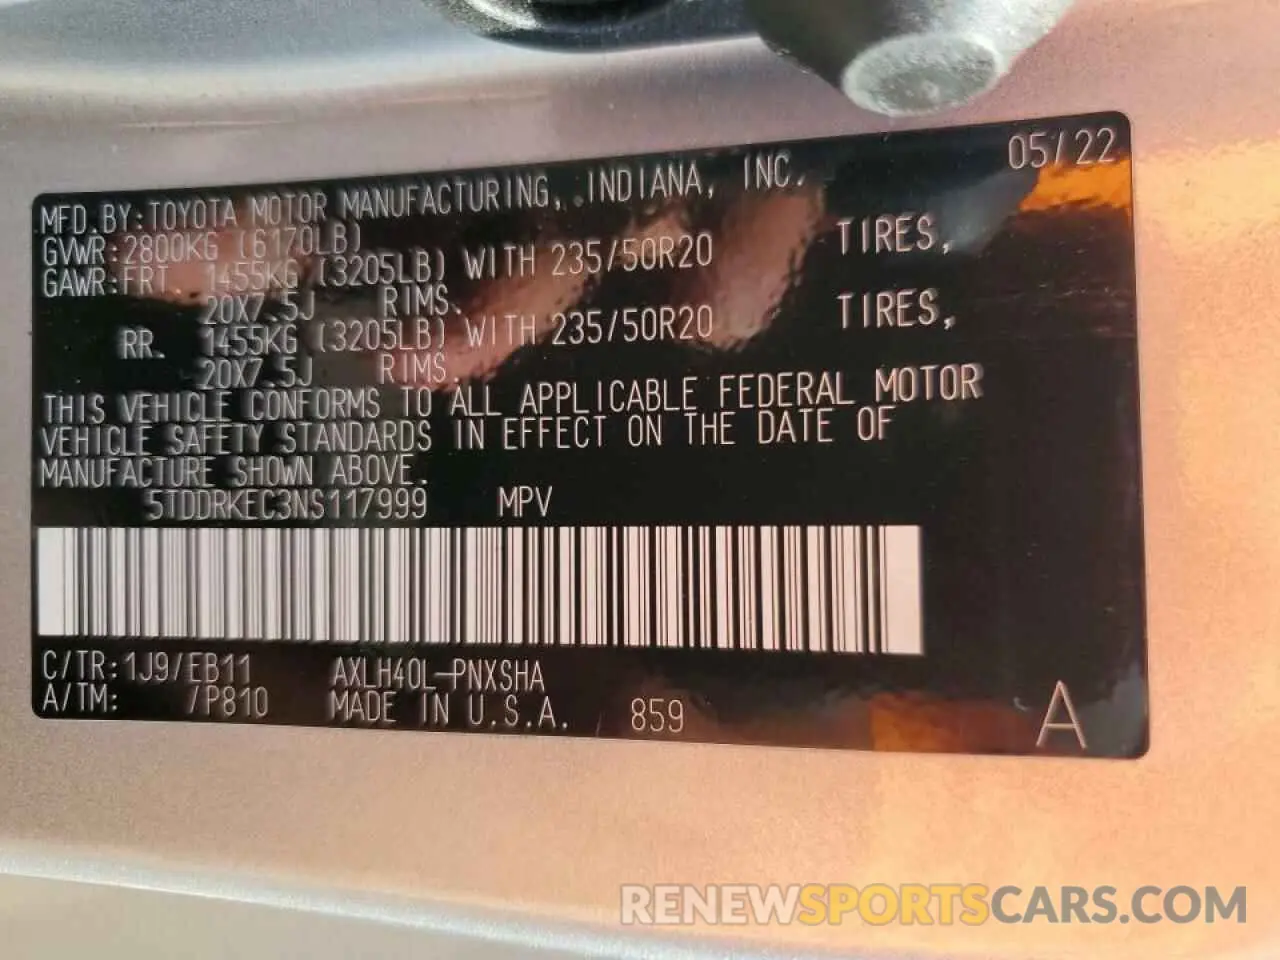 05/22
MFD.BY:TOYOTA MOTOR MANUFACTURING, INDIANA, INC.
GVWR:2800KG (6170LB)
GAWR:FRT. 1455KG (3205LB) WITH 235/50R20 TIRES,
20X7.5J RIMS.
RR. 1455KG (3205LB) WITH 235/50R20 TIRES,
20X7.5J RIMS.
THIS VEHICLE CONFORMS TO ALL APPLICABLE FEDERAL MOTOR
VEHICLE SAFETY STANDARDS IN EFFECT ON THE DATE OF
MANUFACTURE SHOWN ABOVE.
5TDDRKEC3NS117999 MPV
C/TR:1J9/EB11 AXLH40L-PNXSHA
A/TM: /P810 MADE IN U.S.A. 859 A
RENEWSPORTSCARS.COM